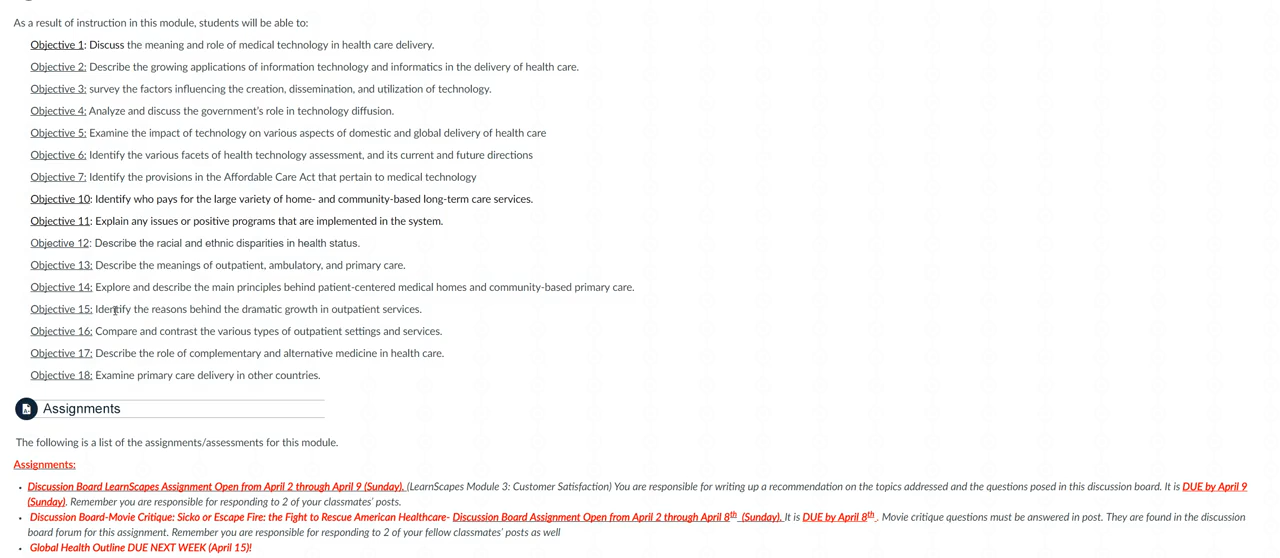 As a result of instruction in this module, students will be able to:
Objective 1: Discuss the meaning and role of medical technology in health care delivery.
Objective 2: Describe the growing applications of information technology and informatics in the delivery of health care.
Objective 3: survey the factors influencing the creation, dissemination, and utilization of technology.
Objective 4: Analyze and discuss the government's role in technology diffusion.
Objective 5: Examine the impact of technology on various aspects of domestic and global delivery of health care
Objective 6: Identify the various facets of health technology assessment, and its current and future directions
Objective 7: Identify the provisions in the Affordable Care Act that pertain to medical technology
Objective 10: Identify who pays for the large variety of home- and community-based long-term care services.
Objective 11: Explain any issues or positive programs that are implemented in the system.
Objective 12: Describe the racial and ethnic disparities in health status.
Objective 13: Describe the meanings of outpatient, ambulatory, and primary care.
Objective 14: Explore and describe the main principles behind patient-centered medical homes and community-based primary care.
Objective 15: Identify the reasons behind the dramatic growth in outpatient services.
Objective 16: Compare and contrast the various types of outpatient settings and services.
Objective 17: Describe the role of complementary and alternative medicine in health care.
Objective 18: Examine primary care delivery in other countries.
Assignments
The following is a list of the assignments/assessments for this module.
Assignments:
• Discussion Board LearnScapes Assignment Open from April 2 through April 9 (Sunday). (LearnScapes Module 3: Customer Satisfaction) You are responsible for writing up a recommendation on the topics addressed and the questions posed in this discussion board. It is DUE by April 9
(Sunday). Remember you are responsible for responding to 2 of your classmates' posts.
• Discussion Board-Movie Critique: Sicko or Escape Fire: the Fight to Rescue American Healthcare- Discussion Board Assignment Open from April 2 through April 8th (Sunday). It is DUE by April 8th . Movie critique questions must be answered in post. They are found in the discussion
board forum for this assignment. Remember you are responsible for responding to 2 of your fellow classmates' posts as well
• Global Health Outline DUE NEXT WEEK (April 15)!